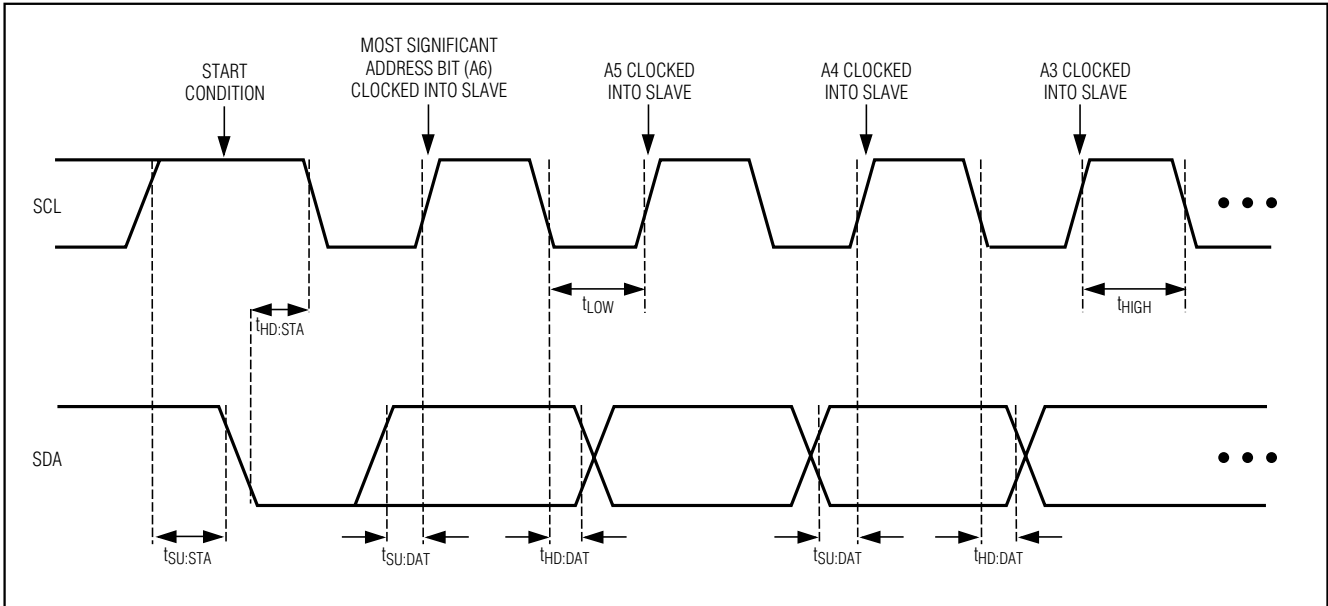 START
CONDITION
MOST SIGNIFICANT
ADDRESS BIT (A6)
CLOCKED INTO SLAVE
A5 CLOCKED
INTO SLAVE
A4 CLOCKED
INTO SLAVE
A3 CLOCKED
INTO SLAVE
SCL
tHD:STA
tLOW
tHIGH
SDA
tSU:STA
tSU:DAT
tHD:DAT
tSU:DAT
tHD:DAT